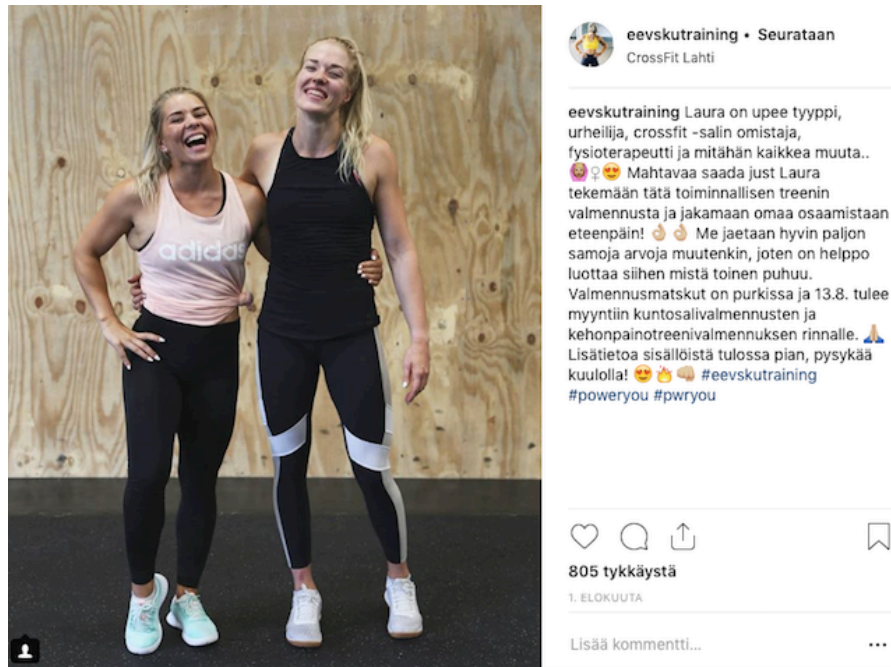 adidas
eevskutraining • Seurataan
CrossFit Lahti
eevskutraining Laura on upee tyyppi,
urheilija, crossfit -salin omistaja,
fysioterapeutti ja mitähän kaikkea muuta..
🙆🏼♀😍 Mahtavaa saada just Laura
tekemään tätä toiminnallisen treenin
valmennusta ja jakamaan omaa osaamistaan
eteenpäin! 👌🏼👌🏼 Me jaetaan hyvin paljon
samoja arvoja muutenkin, joten on helppo
luottaa siihen mistä toinen puhuu.
Valmennusmatskut on purkissa ja 13.8. tulee
myyntiin kuntosalivalmennusten ja
kehonpainotreenivalmennuksen rinnalle. 🙏🏼
Lisätietoa sisällöistä tulossa pian, pysykää
kuulolla! 😍🔥👊🏼 #eevskutraining
#poweryou #pwryou
805 tykkäystä
1. ELOKUUTA
Lisää kommentti...